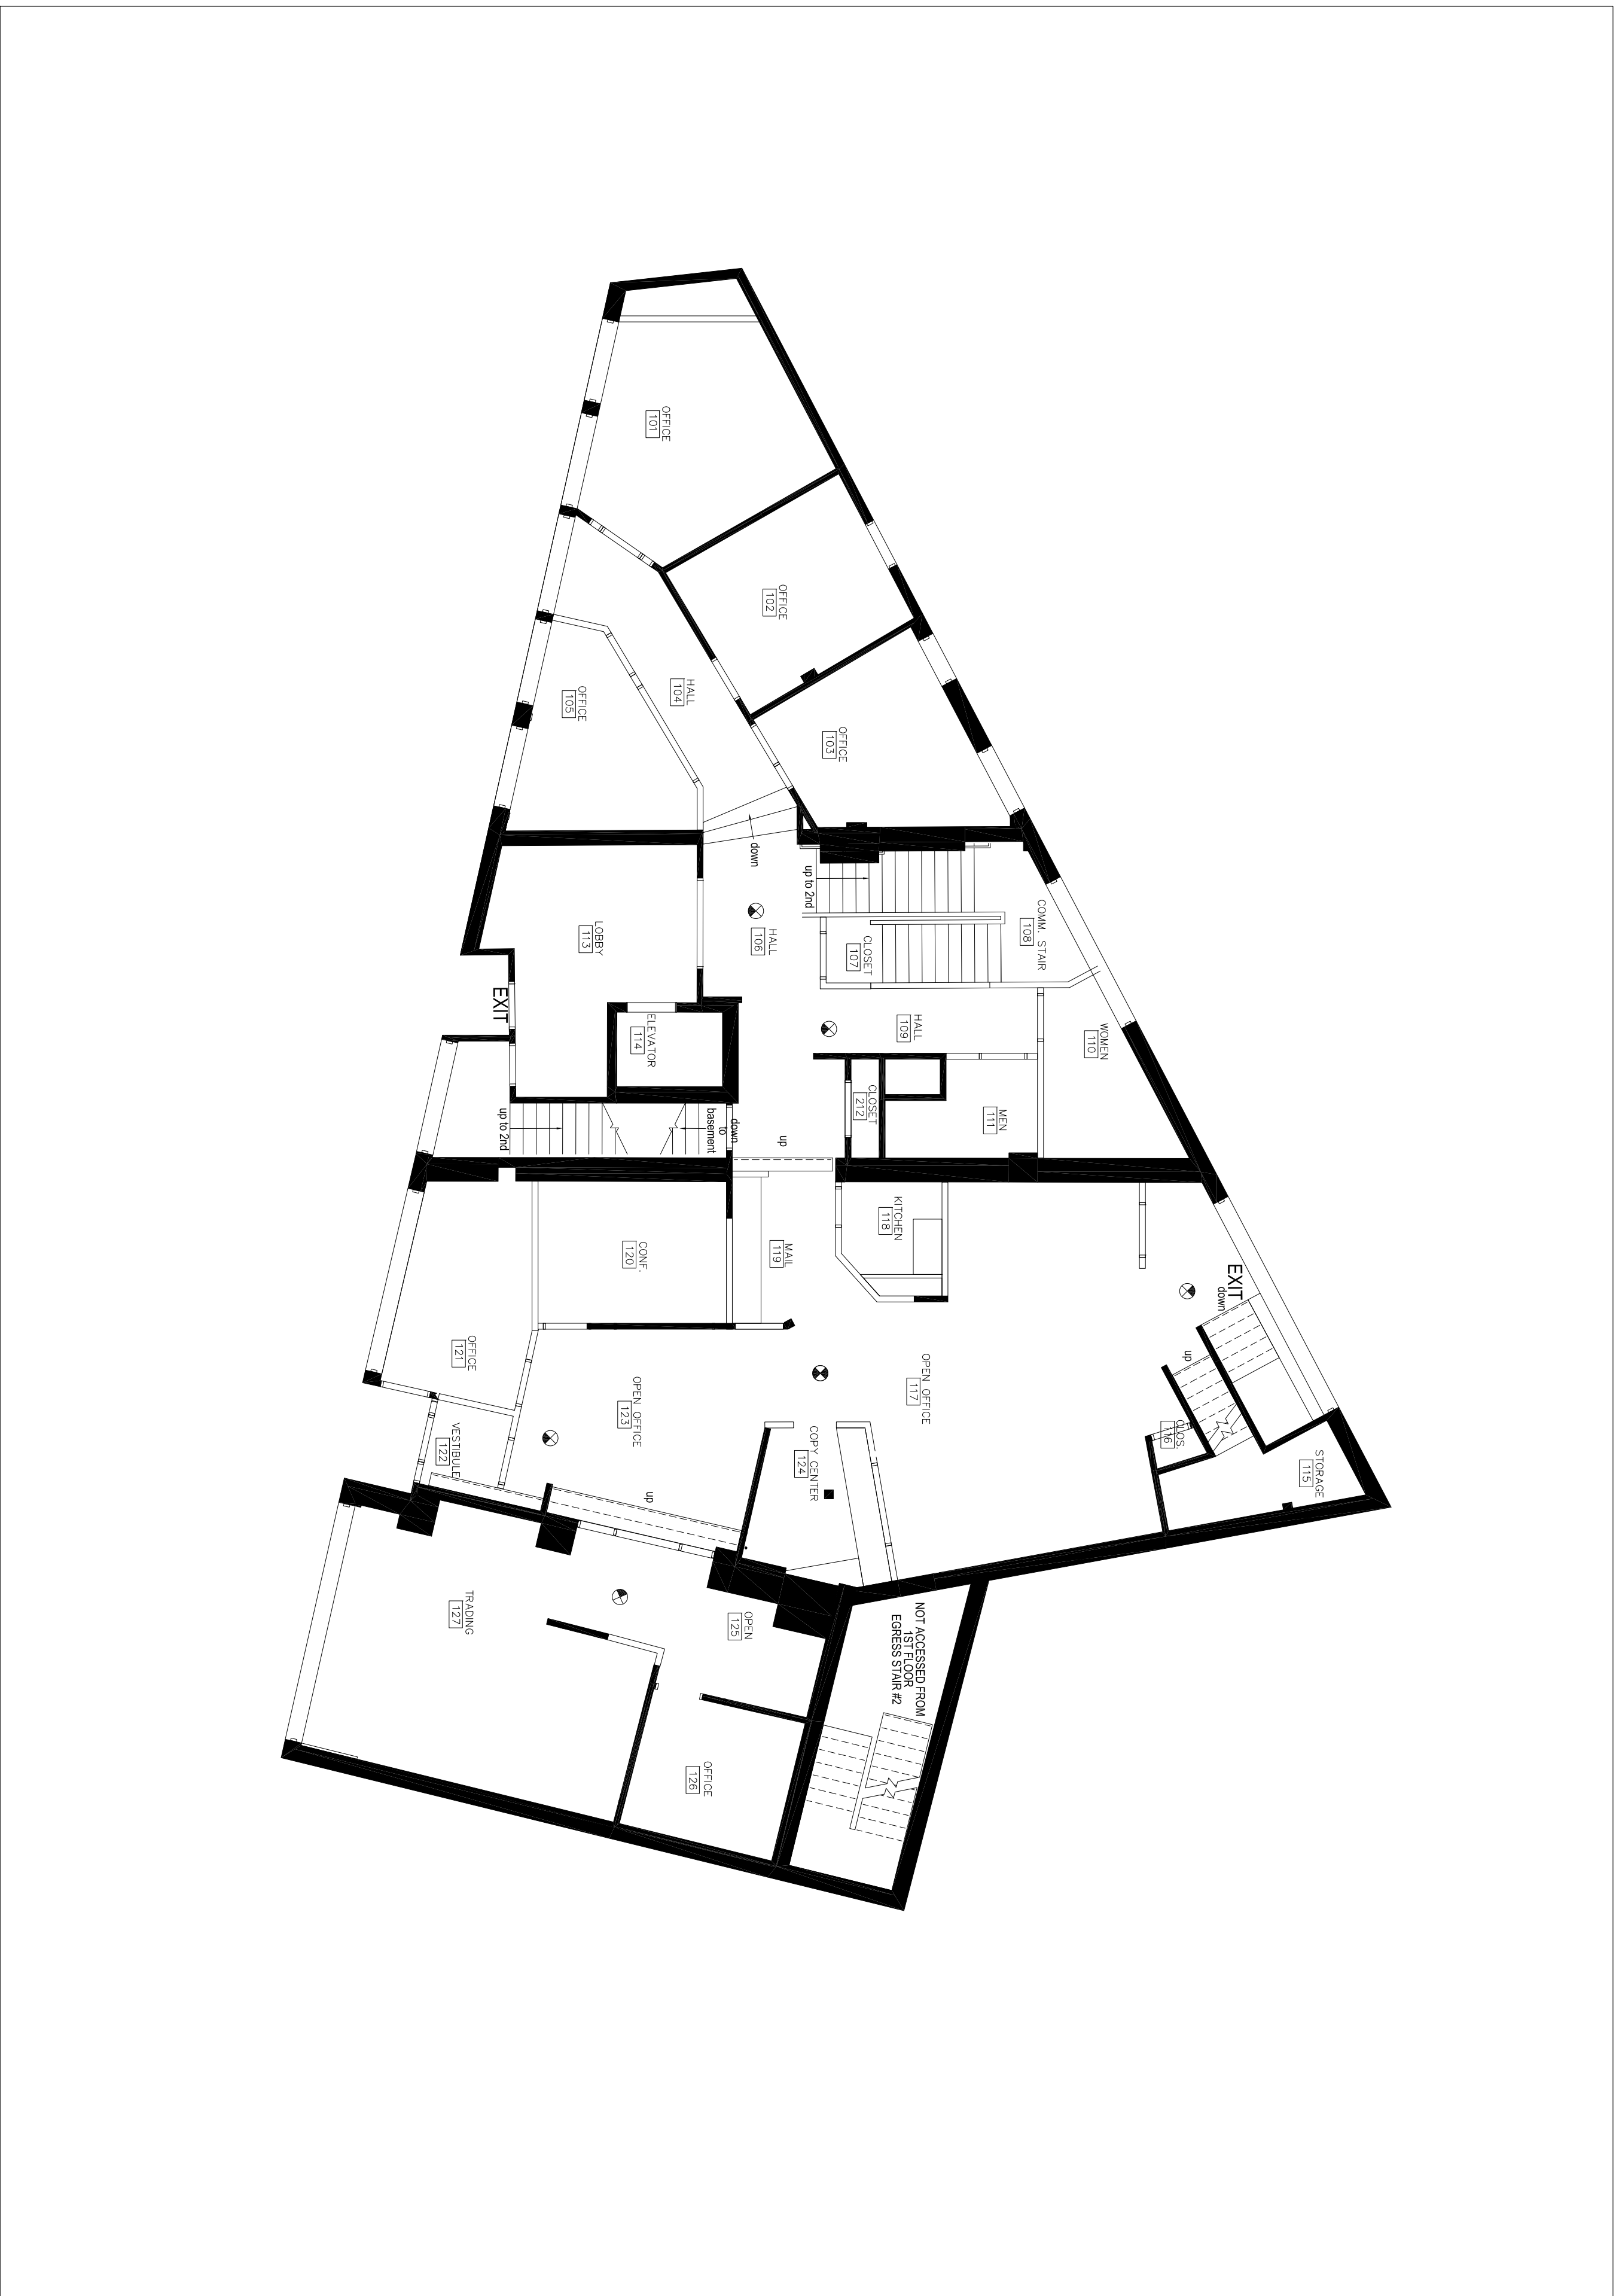 OFFICE
101
OFFICE
102
OFFICE
103
HALL
104
OFFICE
105
down
up to 2nd
HALL
106
CLOSET
107
COMM. STAIR
108
LOBBY
113
EXIT
ELEVATOR
114
HALL
109
WOMEN
110
MEN
111
CLOSET
212
up to 2nd
down
to
basement
up
KITCHEN
118
MAIL
119
CONF.
120
OFFICE
121
VESTIBULE
122
OPEN OFFICE
123
OPEN OFFICE
117
EXIT
down
up
CLOS.
116
STORAGE
115
COPY CENTER
124
up
OPEN
125
TRADING
127
OFFICE
126
NOT ACCESSED FROM
1ST FLOOR
EGRESS STAIR #2